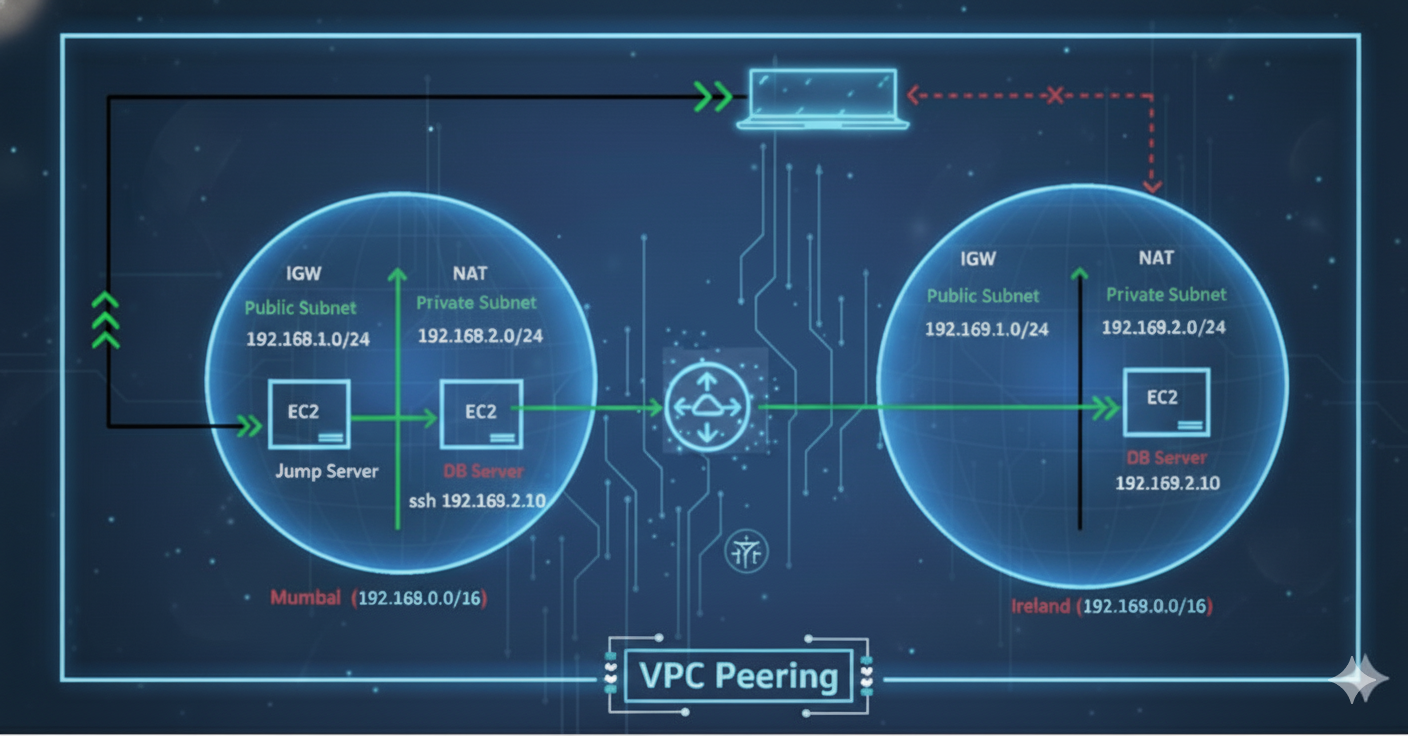 IGW
NAT
Public Subnet
Private Subnet
192.168.1.0/24
192.168.2.0/24
EC2
EC2
Jump Server
DB Server
ssh 192.169.2.10
Mumbal (192.168.0.0/16)
IGW
NAT
Public Subnet
Private Subnet
192.169.1.0/24
192.169.2.0/24
EC2
DB Server
192.169.2.10
Ireland (192.169.0.0/16)
VPC Peering